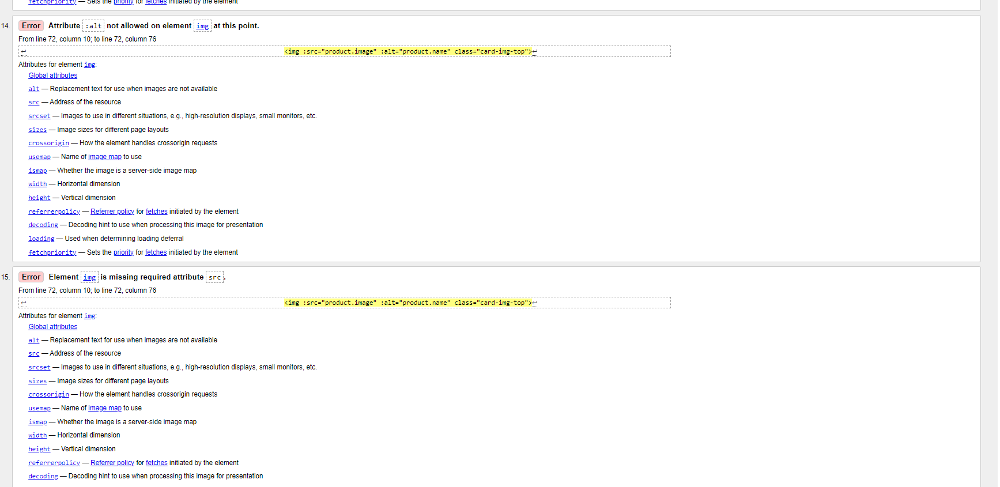 fetchpriority — Sets the priority for fetches initiated by the element
14. Error Attribute :alt not allowed on element img at this point.
From line 72, column 10; to line 72, column 76
↩ <img :src="product.image" :alt="product.name" class="card-img-top">↩
Attributes for element img:
Global attributes
alt — Replacement text for use when images are not available
src — Address of the resource
srcset — Images to use in different situations, e.g., high-resolution displays, small monitors, etc.
sizes — Image sizes for different page layouts
crossorigin — How the element handles crossorigin requests
usemap — Name of image map to use
ismap — Whether the image is a server-side image map
width — Horizontal dimension
height — Vertical dimension
referrerpolicy — Referrer policy for fetches initiated by the element
decoding — Decoding hint to use when processing this image for presentation
loading — Used when determining loading deferral
fetchpriority — Sets the priority for fetches initiated by the element
15. Error Element img is missing required attribute src.
From line 72, column 10; to line 72, column 76
↩ <img :src="product.image" :alt="product.name" class="card-img-top">↩
Attributes for element img:
Global attributes
alt — Replacement text for use when images are not available
src — Address of the resource
srcset — Images to use in different situations, e.g., high-resolution displays, small monitors, etc.
sizes — Image sizes for different page layouts
crossorigin — How the element handles crossorigin requests
usemap — Name of image map to use
ismap — Whether the image is a server-side image map
width — Horizontal dimension
height — Vertical dimension
referrerpolicy — Referrer policy for fetches initiated by the element
decoding — Decoding hint to use when processing this image for presentation